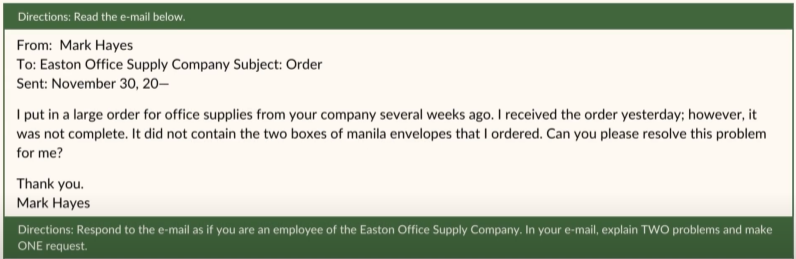 Directions: Read the e-mail below.
From: Mark Hayes
To: Easton Office Supply Company Subject: Order
Sent: November 30, 20—
I put in a large order for office supplies from your company several weeks ago. I received the order yesterday; however, it
was not complete. It did not contain the two boxes of manila envelopes that I ordered. Can you please resolve this problem
for me?
Thank you.
Mark Hayes
Directions: Respond to the e-mail as if you are an employee of the Easton Office Supply Company. In your e-mail, explain TWO problems and make
ONE request.